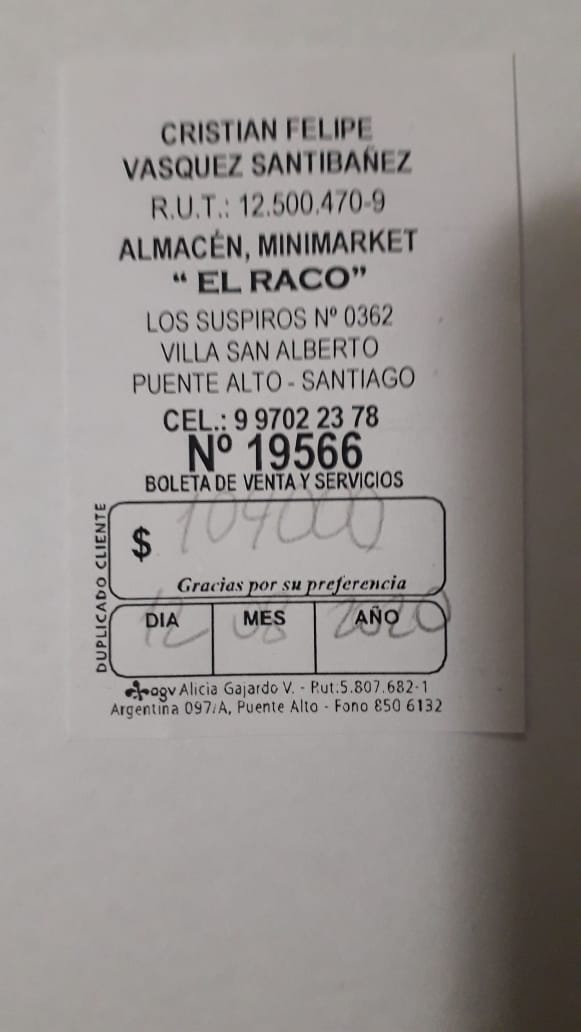 CRISTIAN FELIPE
VASQUEZ SANTIBAÑEZ
R.U.T.: 12.500.470-9
ALMACÉN, MINIMARKET
“ EL RACO”
LOS SUSPIROS Nº 0362
VILLA SAN ALBERTO
PUENTE ALTO - SANTIAGO
CEL.: 9 9702 23 78
Nº 19566
BOLETA DE VENTA Y SERVICIOS
DUPLICADO CLIENTE
$ 104000
Gracias por su preferencia
DIA MES AÑO
12 08 2020
agv Alicia Gajardo V. - Rut.5.807.682-1
Argentina 097/A, Puente Alto - Fono 850 6132